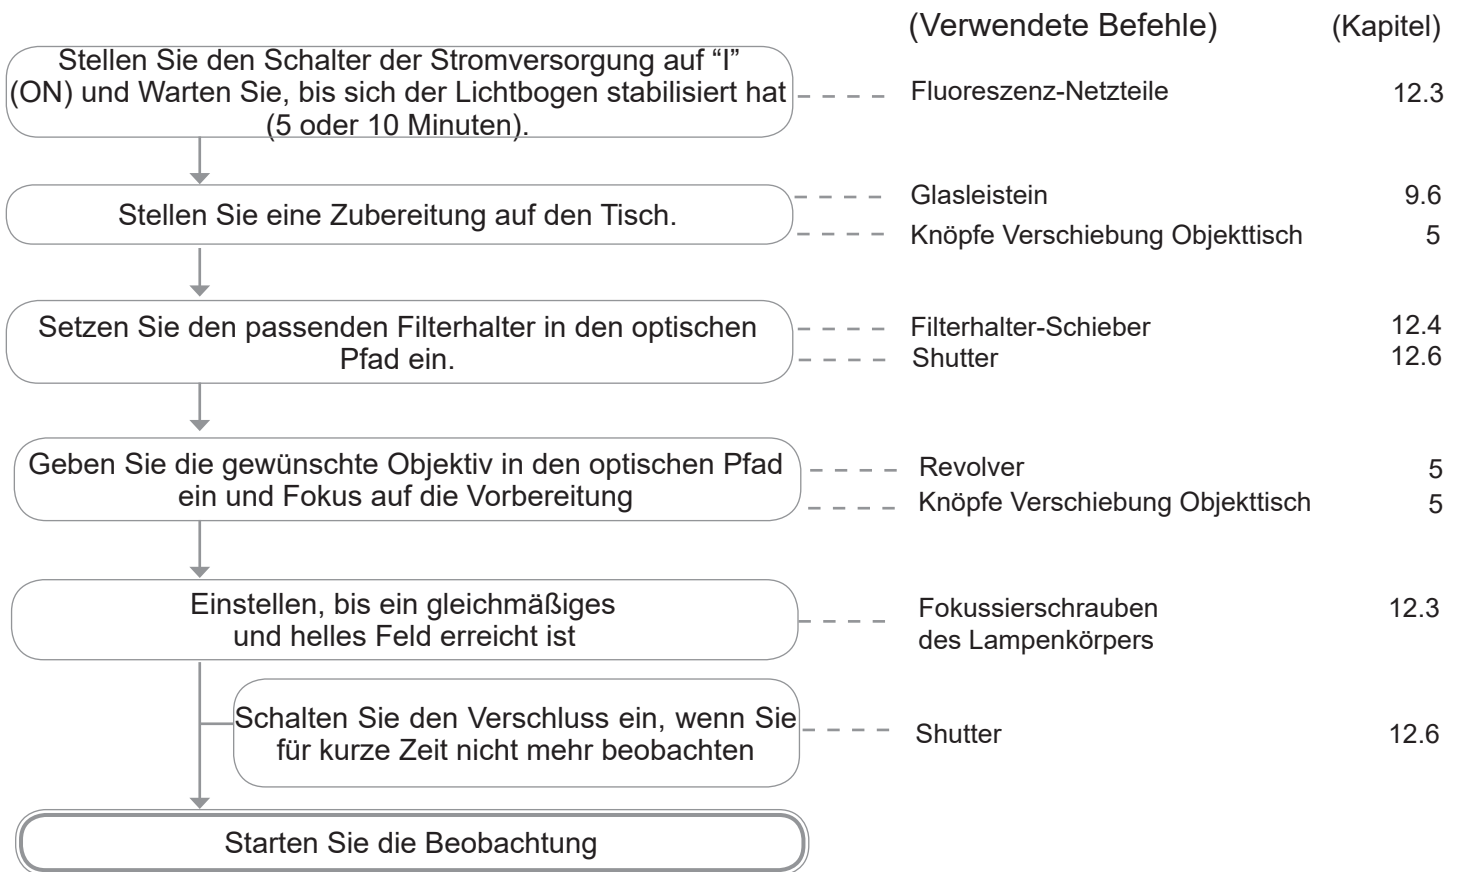 (Verwendete Befehle) (Kapitel)
Stellen Sie den Schalter der Stromversorgung auf “I”
(ON) und Warten Sie, bis sich der Lichtbogen stabilisiert hat
(5 oder 10 Minuten).
Fluoreszenz-Netzteile 12.3
Stellen Sie eine Zubereitung auf den Tisch.
Glasleistein 9.6
Knöpfe Verschiebung Objekttisch 5
Setzen Sie den passenden Filterhalter in den optischen
Pfad ein.
Filterhalter-Schieber 12.4
Shutter 12.6
Geben Sie die gewünschte Objektiv in den optischen Pfad
ein und Fokus auf die Vorbereitung
Revolver 5
Knöpfe Verschiebung Objekttisch 5
Einstellen, bis ein gleichmäßiges
und helles Feld erreicht ist
Fokussierschrauben 12.3
des Lampenkörpers
Schalten Sie den Verschluss ein, wenn Sie
für kurze Zeit nicht mehr beobachten
Shutter 12.6
Starten Sie die Beobachtung